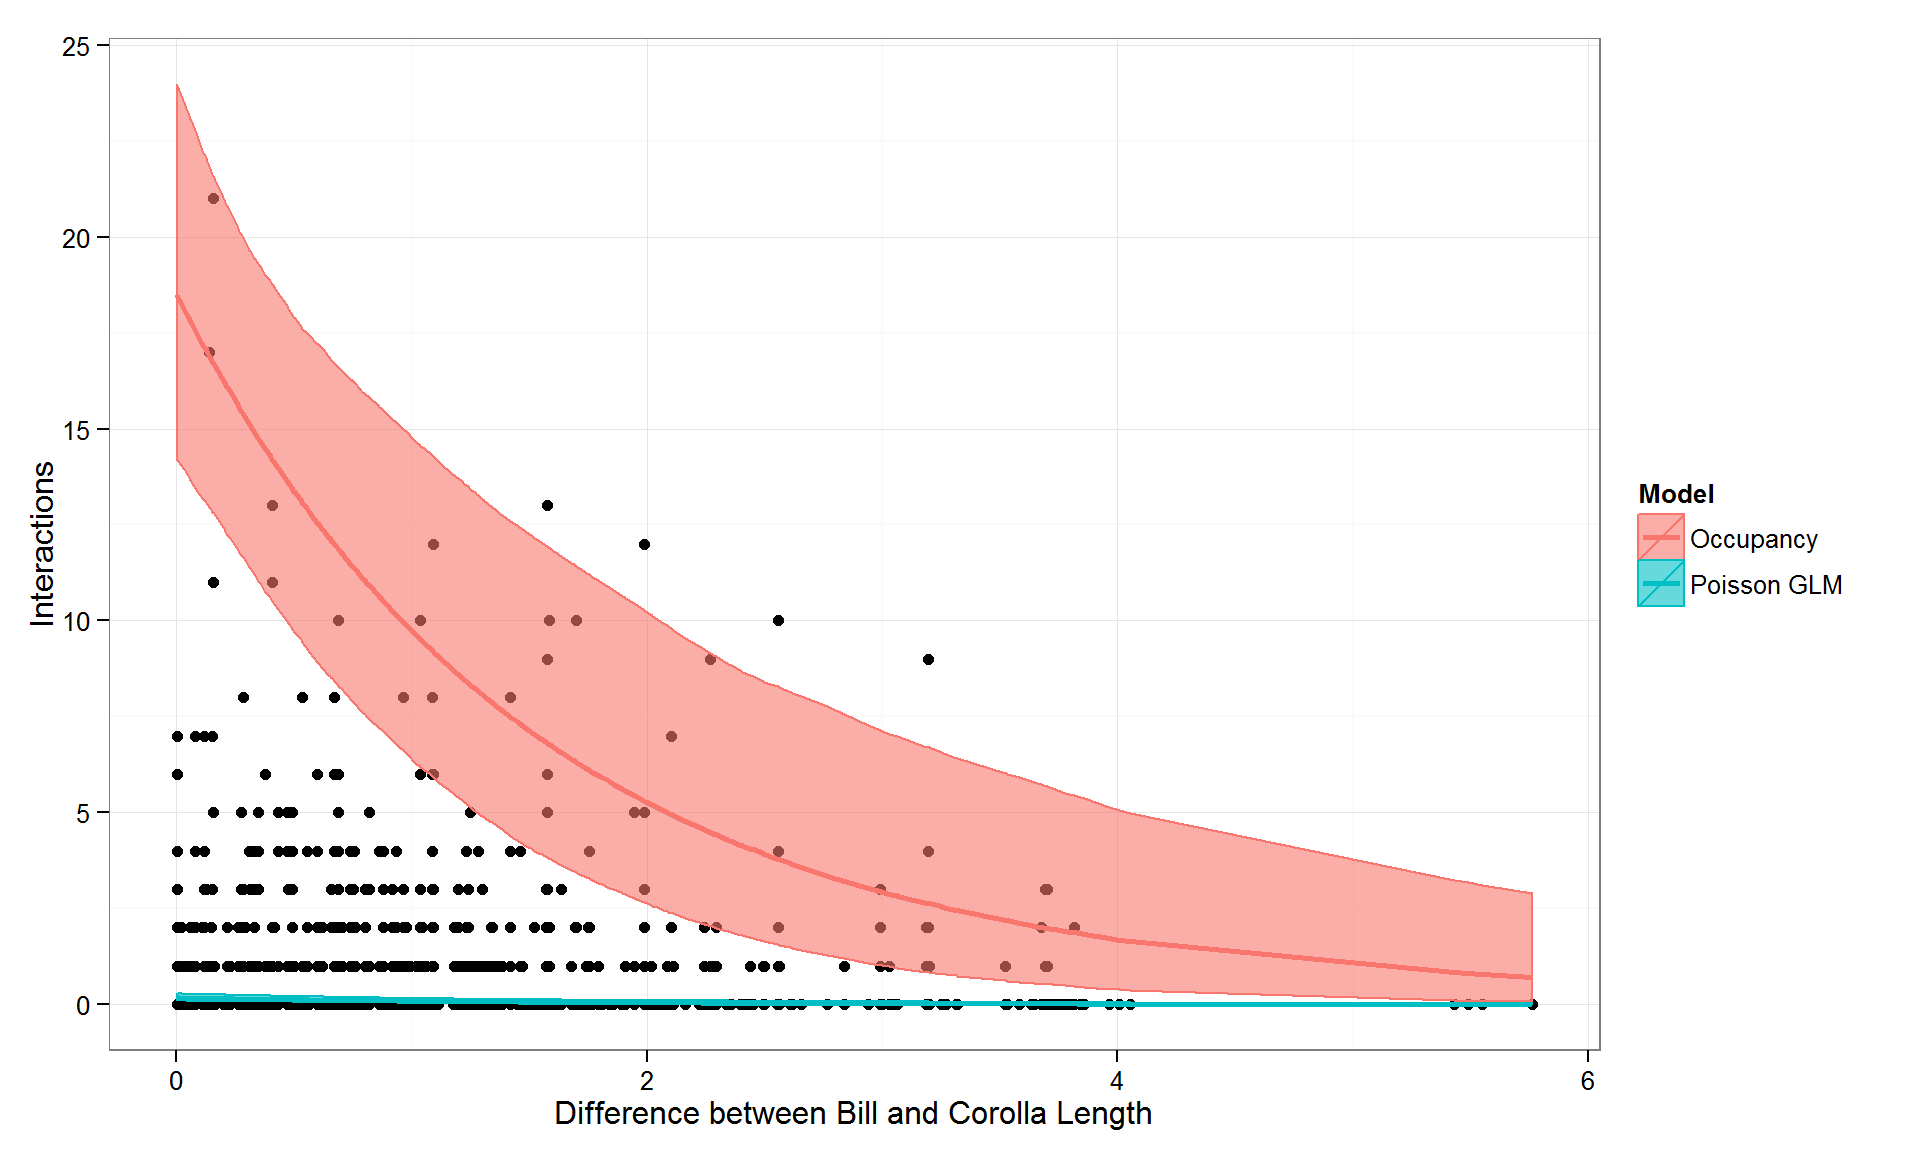 25
20
15
10
5
0
Interactions
0 2 4 6
Difference between Bill and Corolla Length
Model
Occupancy
Poisson GLM